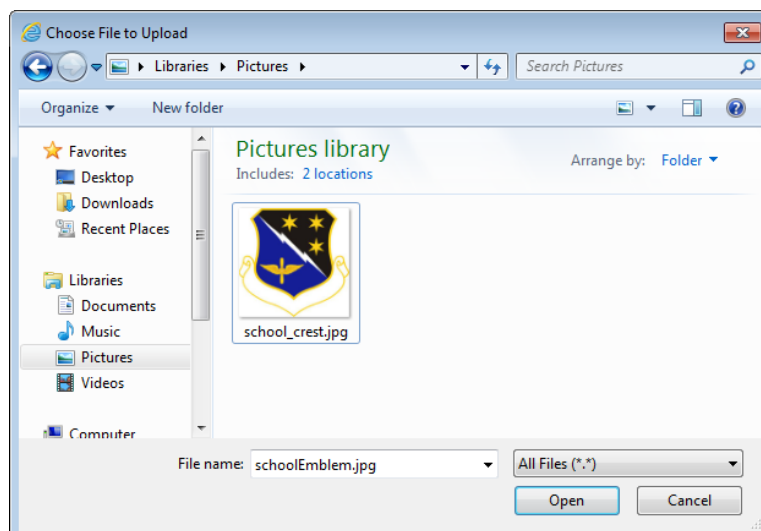 Choose File to Upload
Libraries Pictures Search Pictures
Organize New folder
Favorites
Desktop
Downloads
Recent Places
Libraries
Documents
Music
Pictures
Videos
Computer
Pictures library
Includes: 2 locations
Arrange by: Folder
school_crest.jpg
File name: schoolEmblem.jpg All Files (*.*)
Open Cancel